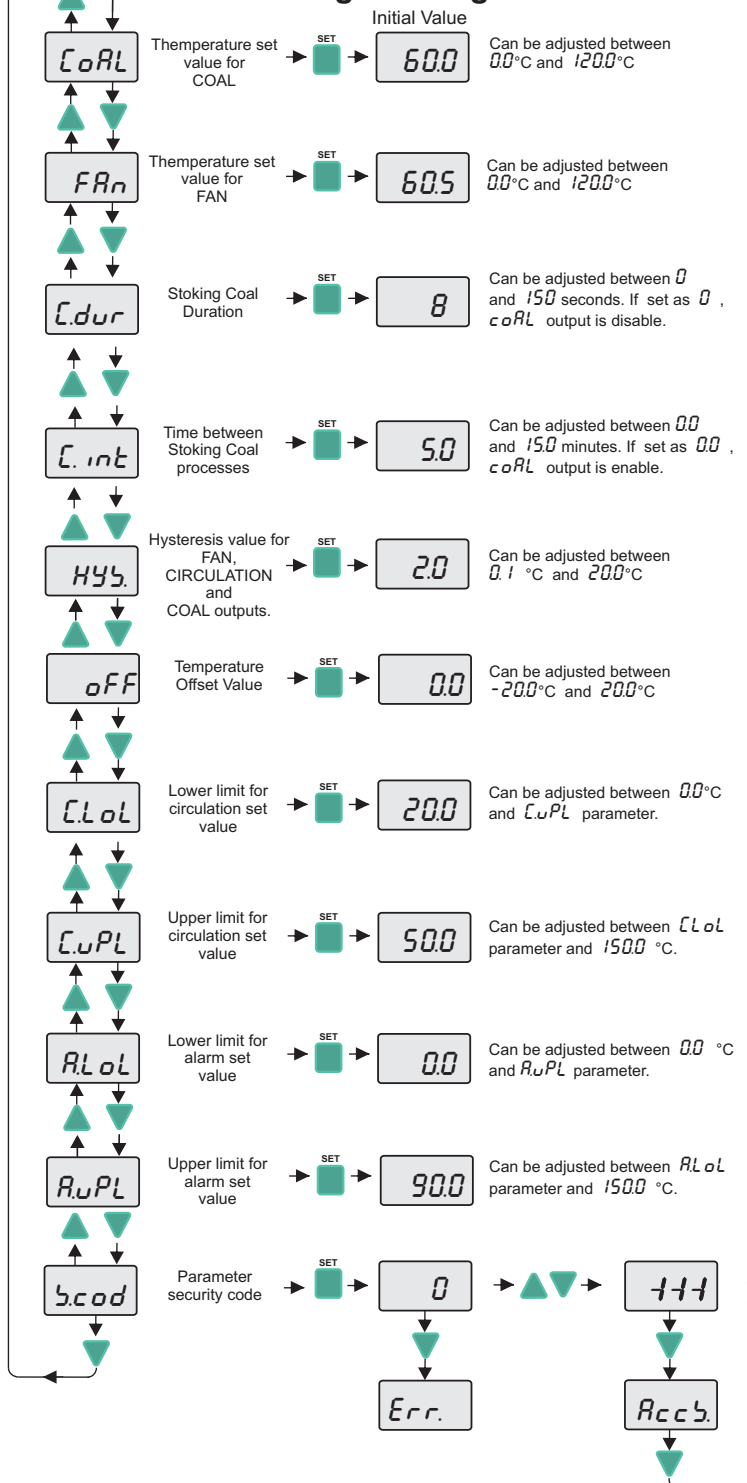 Initial Value
CoAL
Themperature set
value for
COAL
SET
60.0
Can be adjusted between
0.0°C and 120.0°C
FAn
Themperature set
value for
FAN
SET
60.5
Can be adjusted between
0.0°C and 120.0°C
C.dur
Stoking Coal
Duration
SET
8
Can be adjusted between 0
and 150 seconds. If set as 0 ,
coAL output is disable.
C. int
Time between
Stoking Coal
processes
SET
5.0
Can be adjusted between 0.0
and 15.0 minutes. If set as 0.0 ,
coAL output is enable.
HYS.
Hysteresis value for
FAN,
CIRCULATION
and
COAL outputs.
SET
2.0
Can be adjusted between
0.1 °C and 20.0°C
oFF
Temperature
Offset Value
SET
0.0
Can be adjusted between
-20.0°C and 20.0°C
C.LoL
Lower limit for
circulation set
value
SET
20.0
Can be adjusted between 0.0°C
and C.uPL parameter.
C.uPL
Upper limit for
circulation set
value
SET
50.0
Can be adjusted between C.LoL
parameter and 150.0 °C.
A.LoL
Lower limit for
alarm set
value
SET
0.0
Can be adjusted between 0.0 °C
and A.uPL parameter.
A.uPL
Upper limit for
alarm set
value
SET
90.0
Can be adjusted between A.LoL
parameter and 150.0 °C.
S.cod
Parameter
security code
SET
0
Err.
AccS.